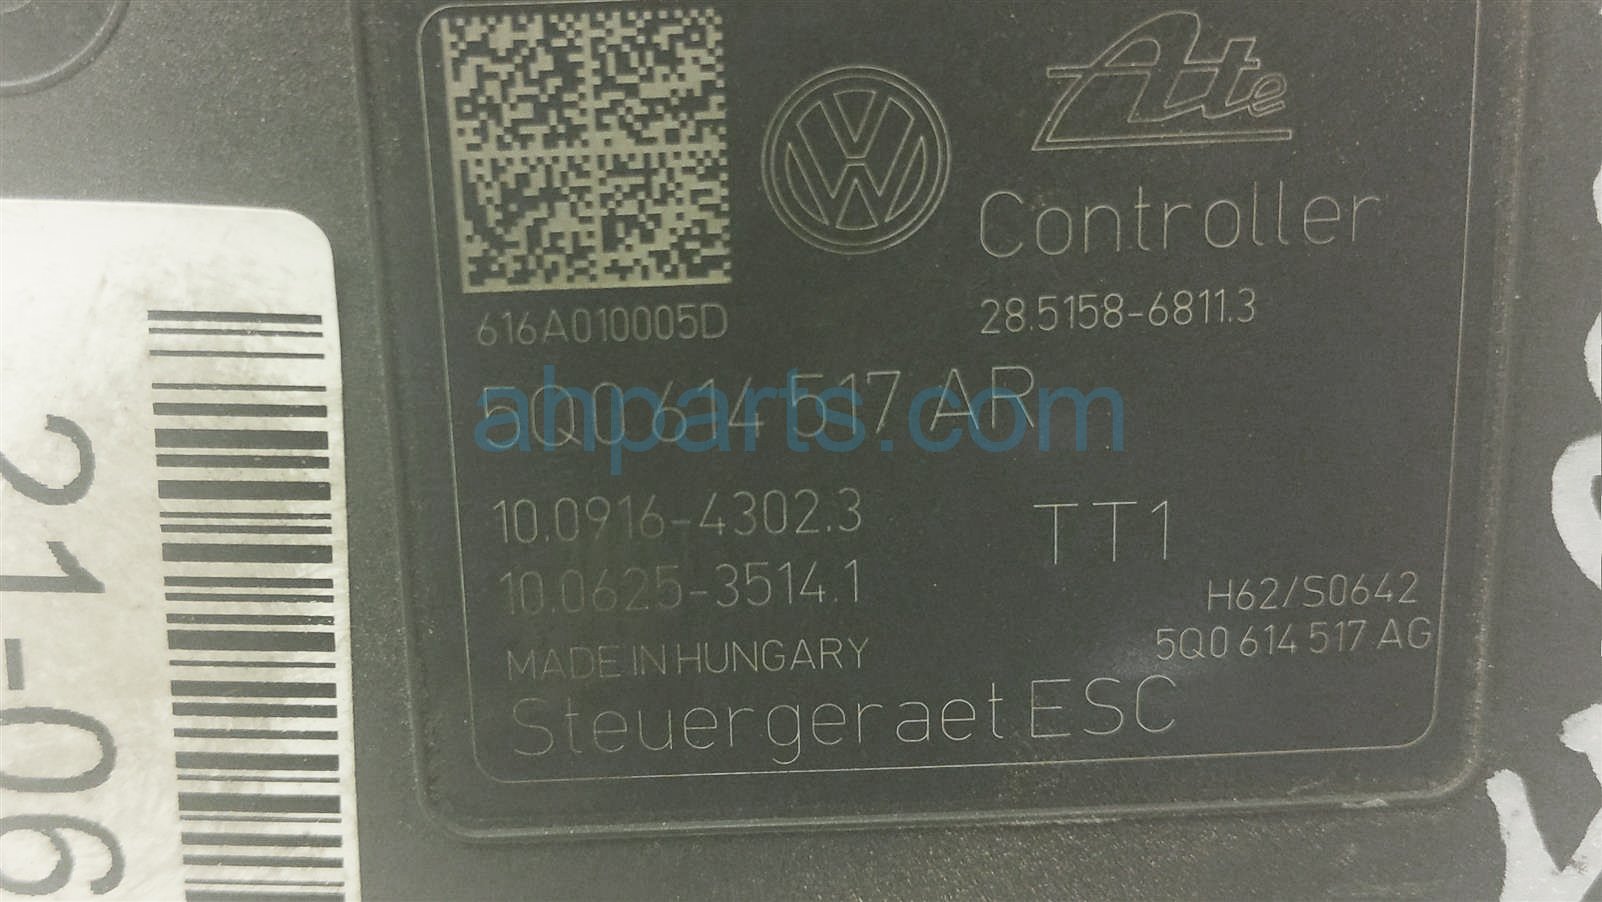 Ate
Controller
28.5158-6811.3
616A010005D
5Q0 614 517 AR
ahparts.com
10.0916-4302.3
TT1
10.0625-3514.1
H62/S0642
MADE IN HUNGARY
5Q0 614 517 AG
Steuergeraet ESC
21-06